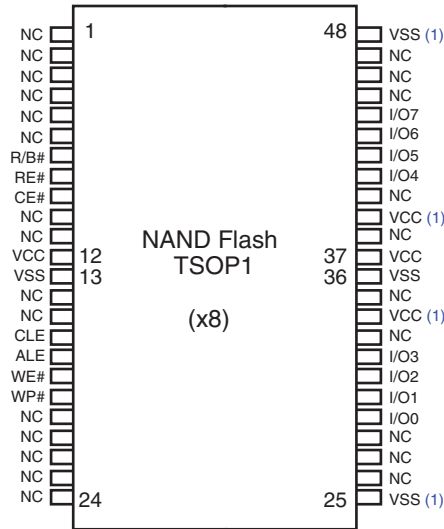 NC 1 48 VSS (1)
NC NC
NC NC
NC NC
NC I/O7
NC I/O6
R/B# I/O5
RE# I/O4
CE# NC
NC VCC (1)
NC NC
NAND Flash
TSOP1
(x8)
VCC 12 37 VCC
VSS 13 36 VSS
NC NC
NC VCC (1)
CLE NC
ALE I/O3
WE# I/O2
WP# I/O1
NC I/O0
NC NC
NC NC
NC NC
NC 24 25 VSS (1)